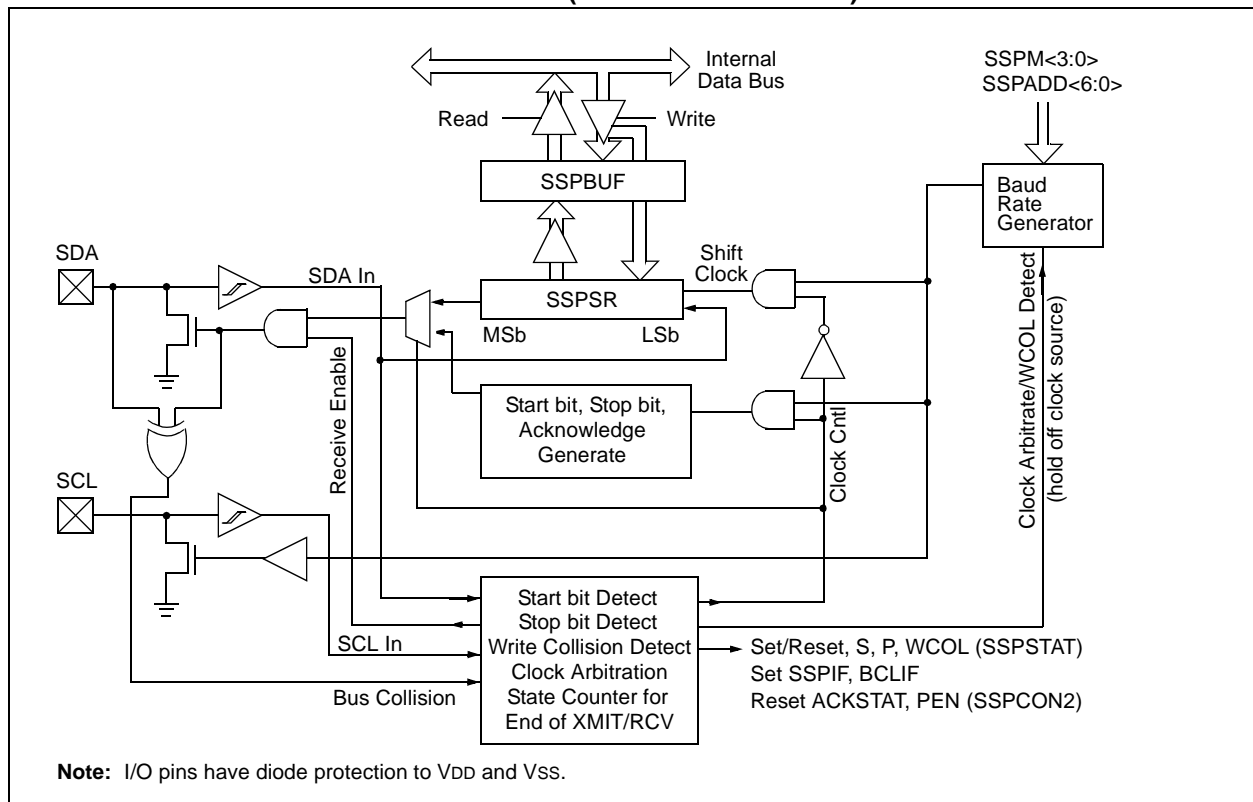 Internal
Data Bus
Read
Write
SSPM<3:0>
SSPADD<6:0>
SSPBUF
Baud
Rate
Generator
SDA
SDA In
Shift
Clock
SSPSR
MSb
LSb
Start bit, Stop bit,
Acknowledge
Generate
Receive Enable
Clock Cntl
Clock Arbitrate/WCOL Detect
(hold off clock source)
SCL
SCL In
Bus Collision
Start bit Detect
Stop bit Detect
Write Collision Detect
Clock Arbitration
State Counter for
End of XMIT/RCV
Set/Reset, S, P, WCOL (SSPSTAT)
Set SSPIF, BCLIF
Reset ACKSTAT, PEN (SSPCON2)
Note: I/O pins have diode protection to VDD and VSS.